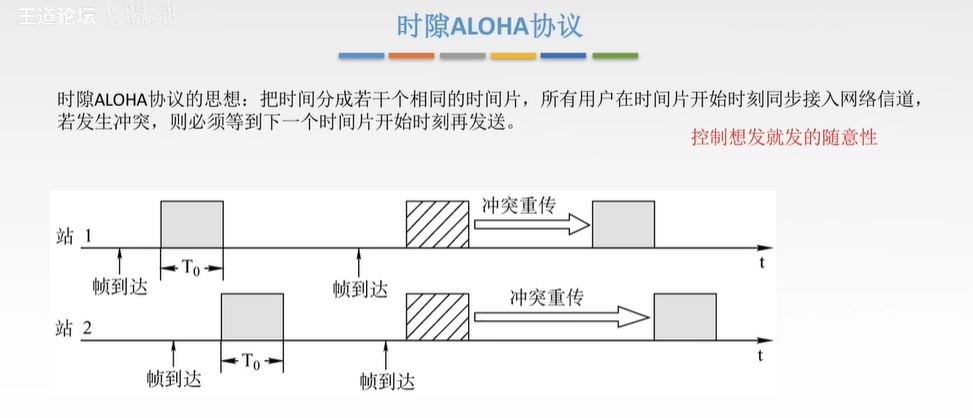 王道论坛
时隙ALOHA协议
时隙ALOHA协议的思想：把时间分成若干个相同的时间片，所有用户在时间片开始时刻同步接入网络信道，
若发生冲突，则必须等到下一个时间片开始时刻再发送。
控制想发就发的随意性
冲突重传
站 1
t
T₀
帧到达
帧到达
冲突重传
站 2
t
T₀
帧到达
帧到达